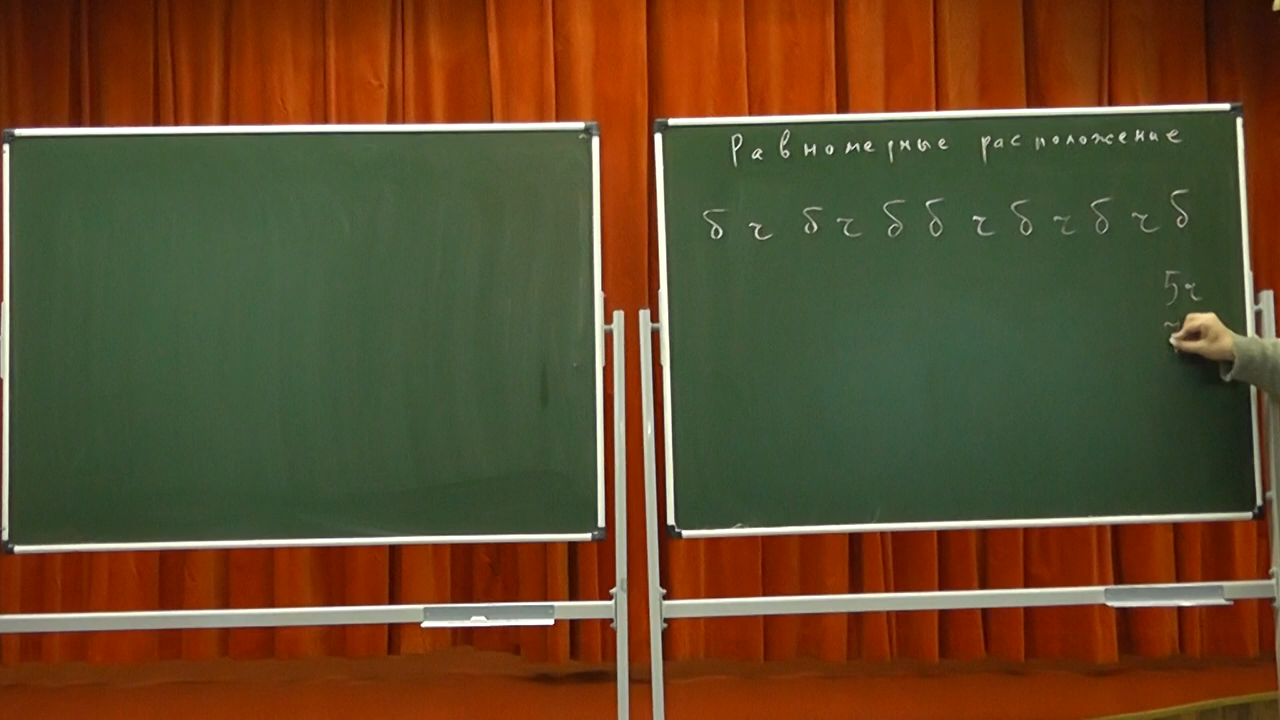 Равномерные расположение
б ч б ч б б ч б ч б ч б
5ч